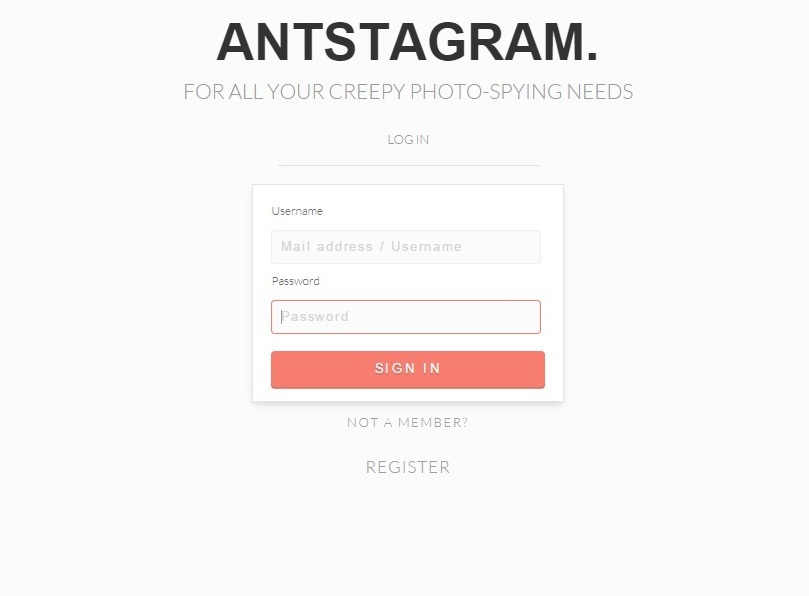 ANTSTAGRAM.
FOR ALL YOUR CREEPY PHOTO-SPYING NEEDS
LOG IN
Username
Mail address / Username
Password
Password
SIGN IN
NOT A MEMBER?
REGISTER